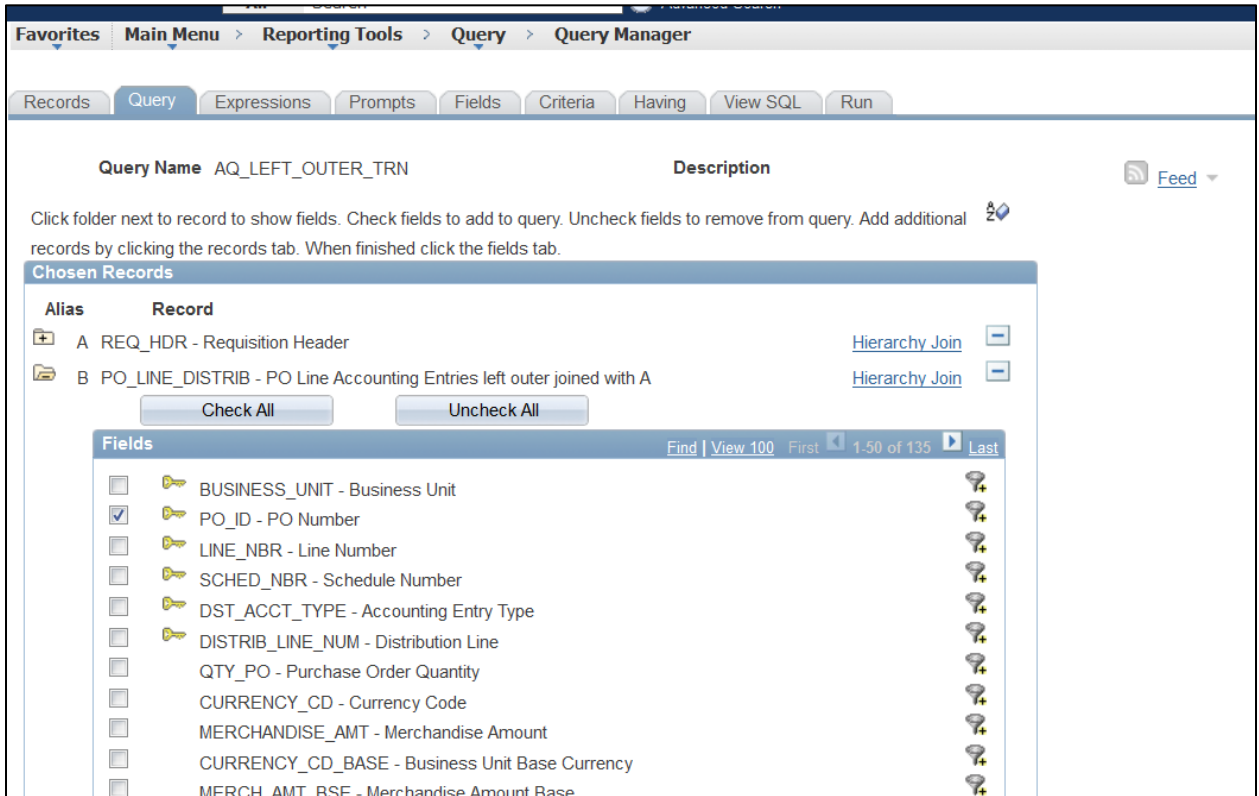 Favorites Main Menu > Reporting Tools > Query > Query Manager
Records Query Expressions Prompts Fields Criteria Having View SQL Run
Query Name AQ_LEFT_OUTER_TRN Description
Feed
Click folder next to record to show fields. Check fields to add to query. Uncheck fields to remove from query. Add additional
records by clicking the records tab. When finished click the fields tab.
Chosen Records
Alias Record
A REQ_HDR - Requisition Header Hierarchy Join
B PO_LINE_DISTRIB - PO Line Accounting Entries left outer joined with A Hierarchy Join
Check All Uncheck All
Fields Find | View 100 First 1-50 of 135 Last
BUSINESS_UNIT - Business Unit
PO_ID - PO Number
LINE_NBR - Line Number
SCHED_NBR - Schedule Number
DST_ACCT_TYPE - Accounting Entry Type
DISTRIB_LINE_NUM - Distribution Line
QTY_PO - Purchase Order Quantity
CURRENCY_CD - Currency Code
MERCHANDISE_AMT - Merchandise Amount
CURRENCY_CD_BASE - Business Unit Base Currency
MERCH_AMT_BSE - Merchandise Amount Base